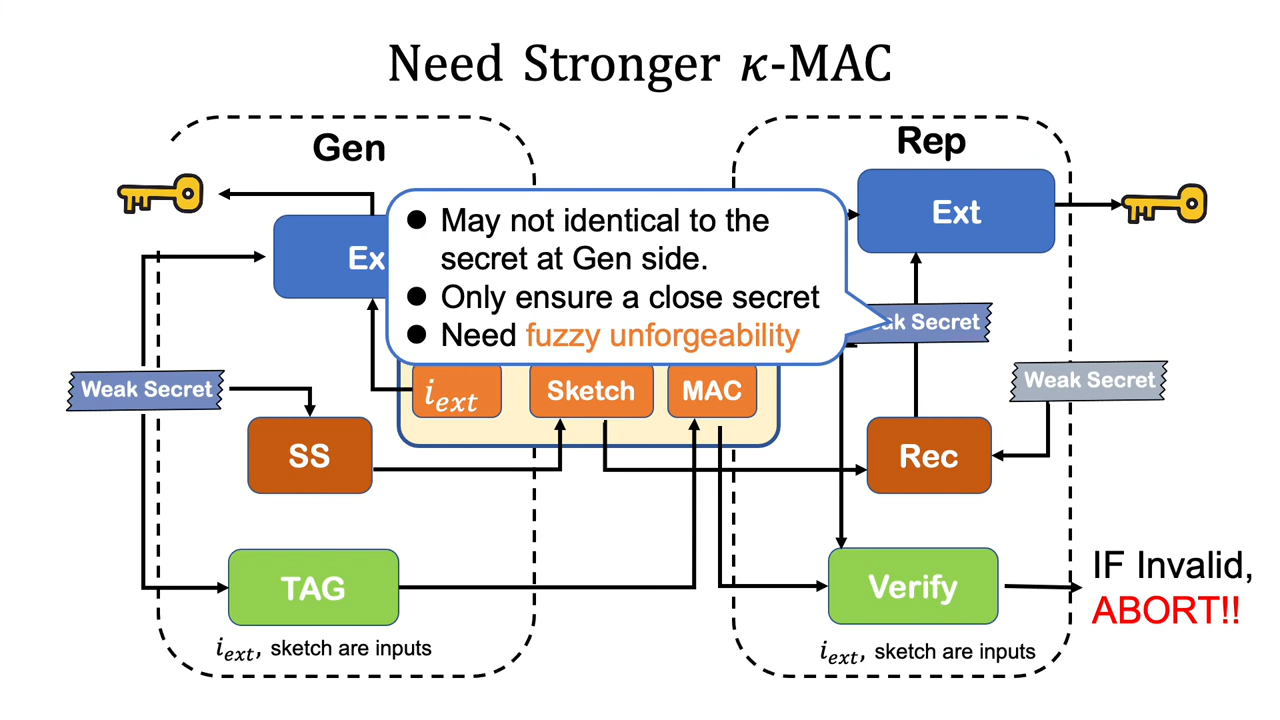 Need Stronger κ-MAC
Gen
Rep
Ext
Ex
● May not identical to the
secret at Gen side.
● Only ensure a close secret
● Need fuzzy unforgeability
ak Secret
Weak Secret
Weak Secret
i_ext
Sketch
MAC
SS
Rec
TAG
Verify
IF Invalid,
ABORT!!
i_ext, sketch are inputs
i_ext, sketch are inputs